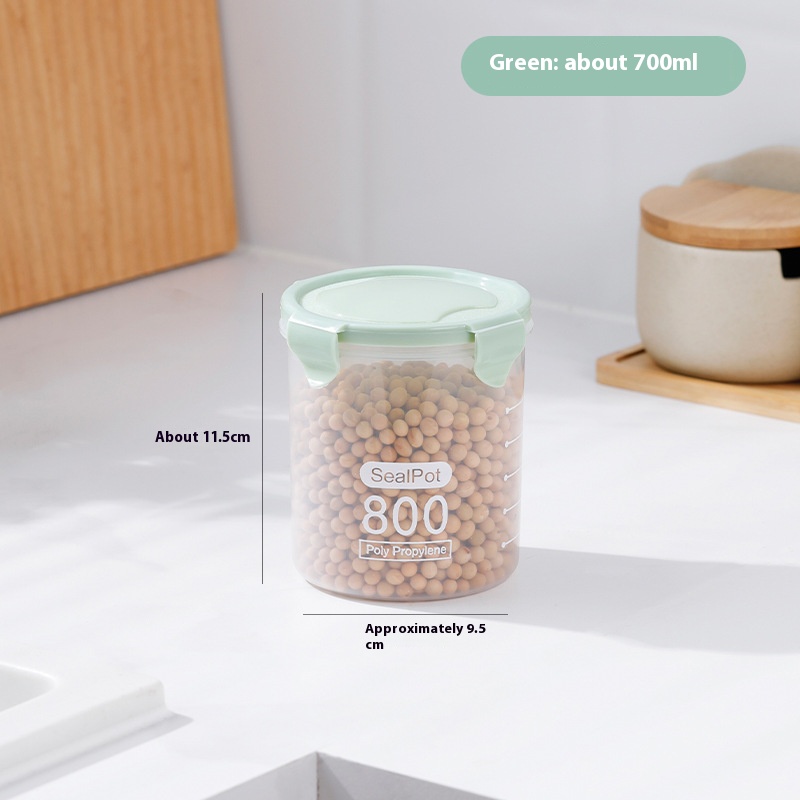 Green: about 700ml
About 11.5cm
SealPot
800
Poly Propylene
Approximately 9.5
cm